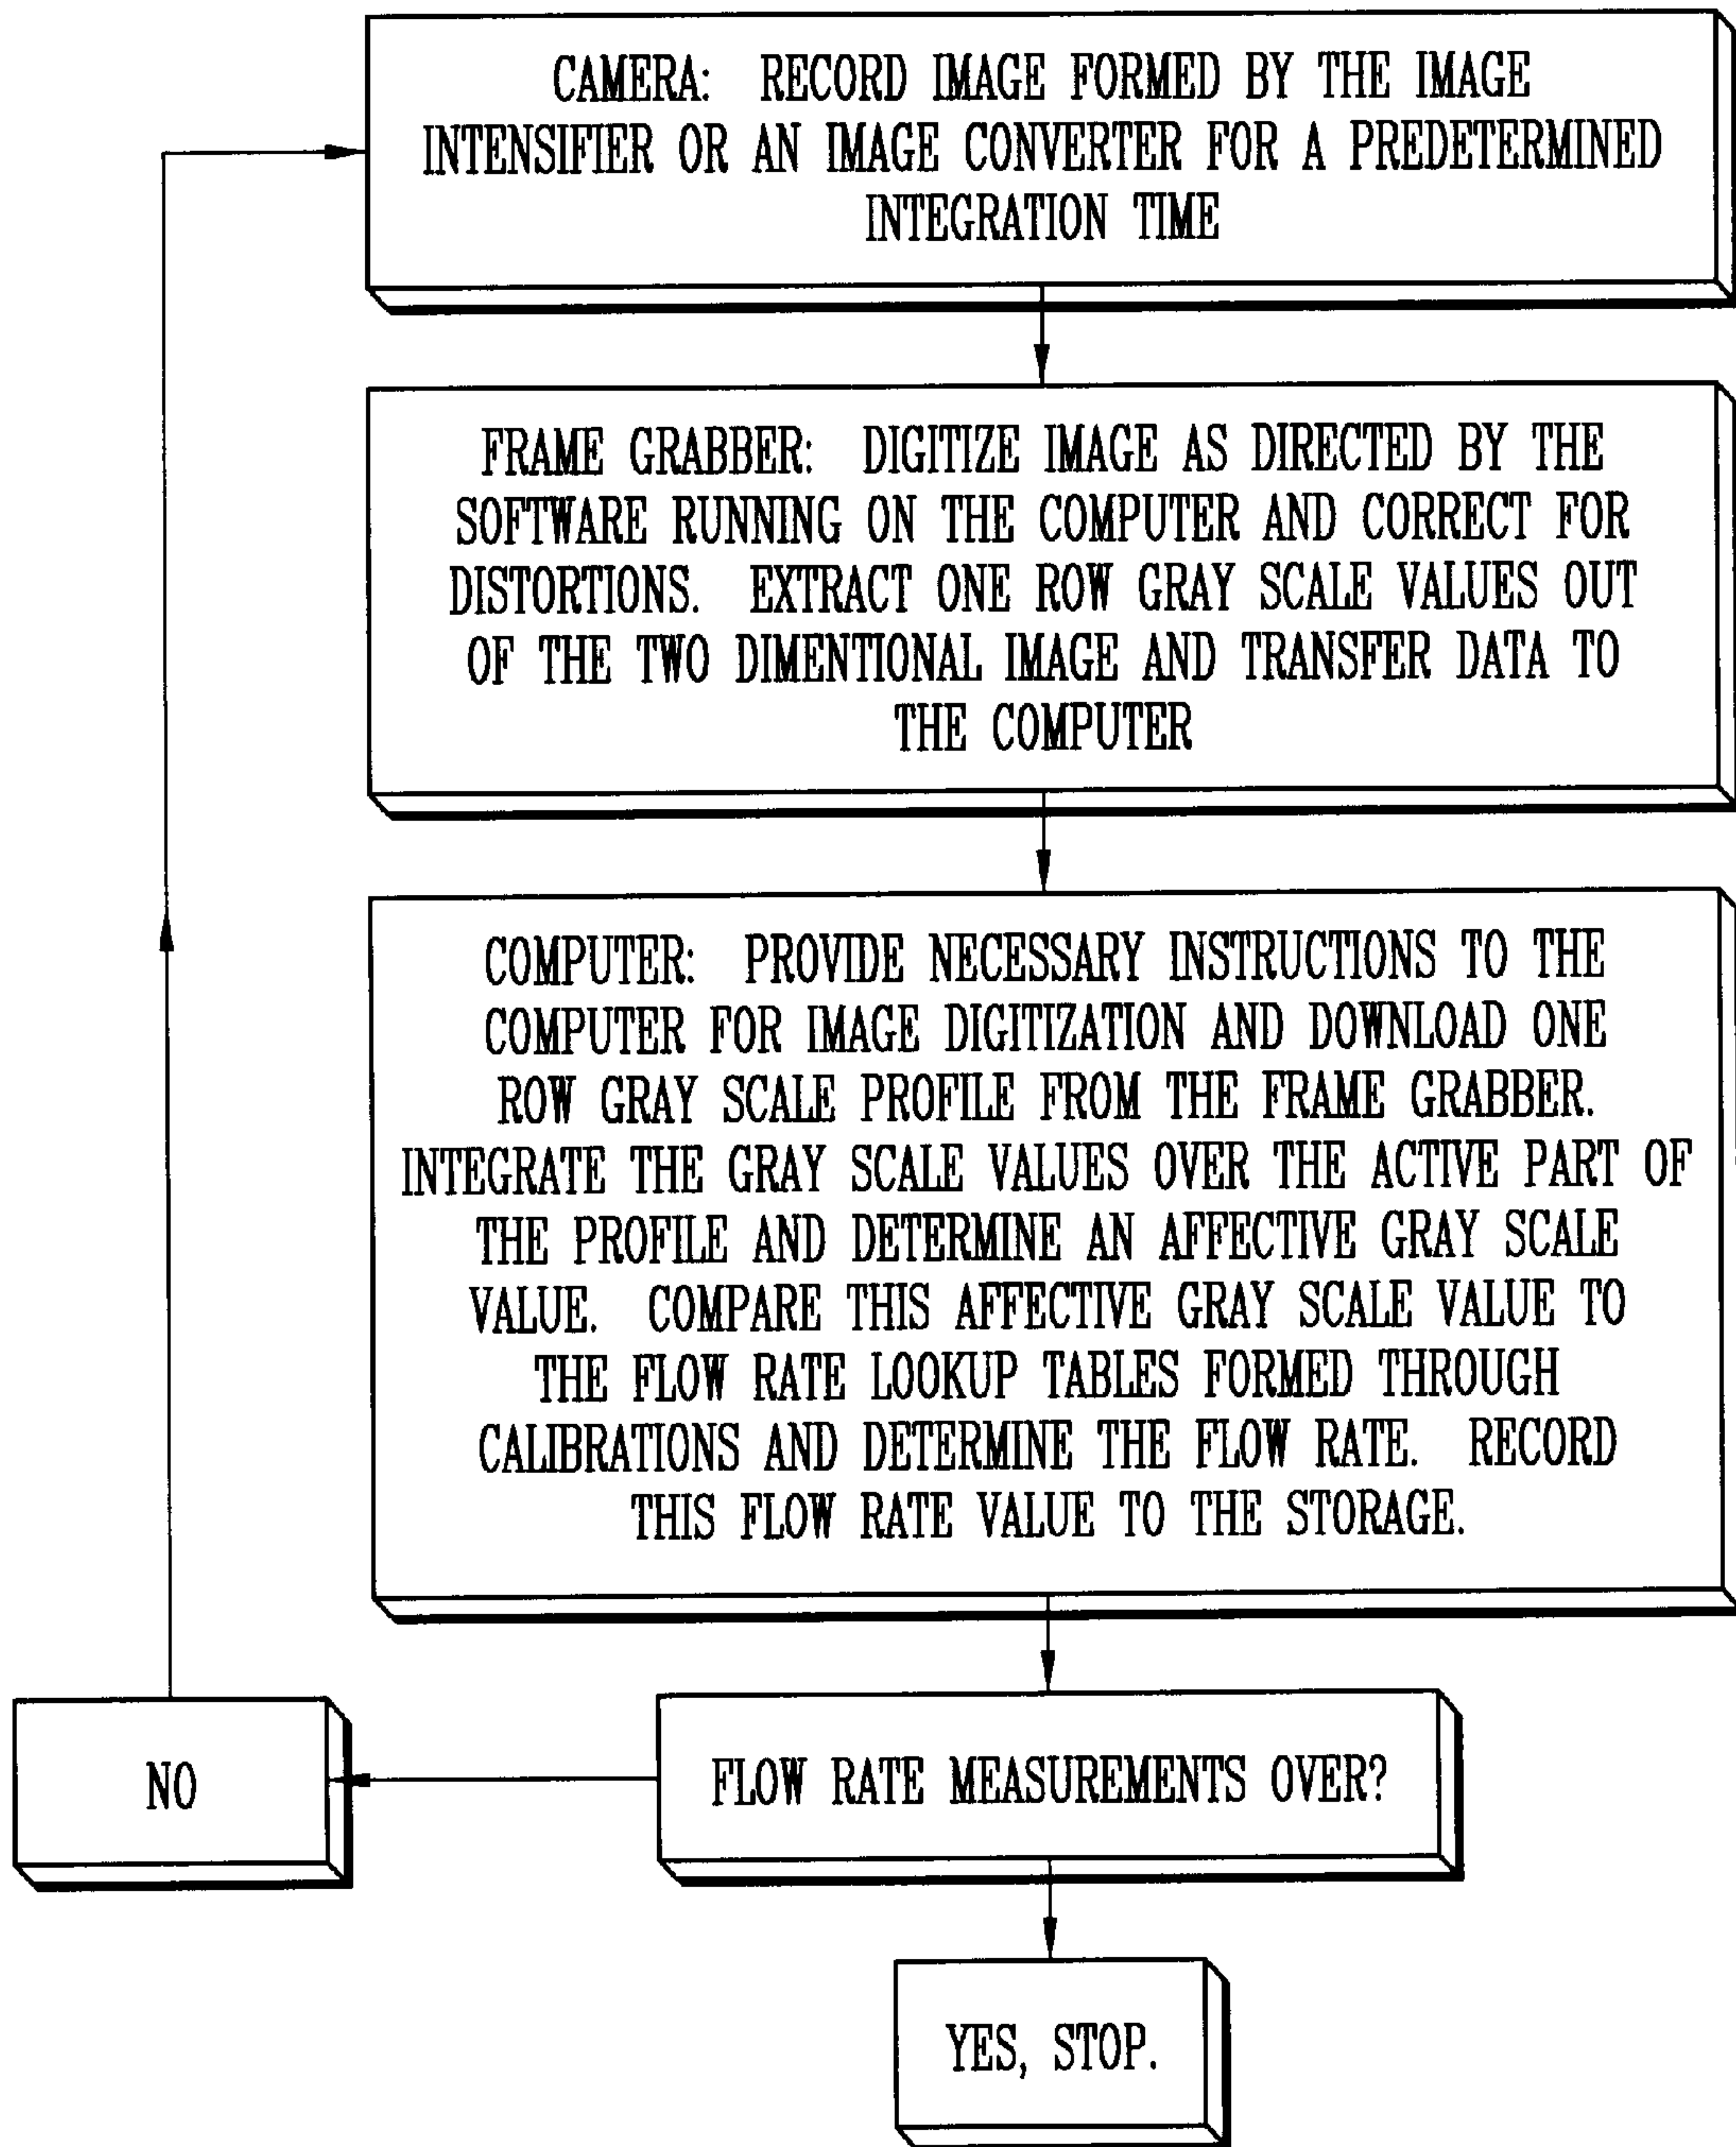 CAMERA: RECORD IMAGE FORMED BY THE IMAGE
INTENSIFIER OR AN IMAGE CONVERTER FOR A PREDETERMINED
INTEGRATION TIME
FRAME GRABBER: DIGITIZE IMAGE AS DIRECTED BY THE
SOFTWARE RUNNING ON THE COMPUTER AND CORRECT FOR
DISTORTIONS. EXTRACT ONE ROW GRAY SCALE VALUES OUT
OF THE TWO DIMENTIONAL IMAGE AND TRANSFER DATA TO
THE COMPUTER
COMPUTER: PROVIDE NECESSARY INSTRUCTIONS TO THE
COMPUTER FOR IMAGE DIGITIZATION AND DOWNLOAD ONE
ROW GRAY SCALE PROFILE FROM THE FRAME GRABBER.
INTEGRATE THE GRAY SCALE VALUES OVER THE ACTIVE PART OF
THE PROFILE AND DETERMINE AN AFFECTIVE GRAY SCALE
VALUE. COMPARE THIS AFFECTIVE GRAY SCALE VALUE TO
THE FLOW RATE LOOKUP TABLES FORMED THROUGH
CALIBRATIONS AND DETERMINE THE FLOW RATE. RECORD
THIS FLOW RATE VALUE TO THE STORAGE.
NO
FLOW RATE MEASUREMENTS OVER?
YES, STOP.